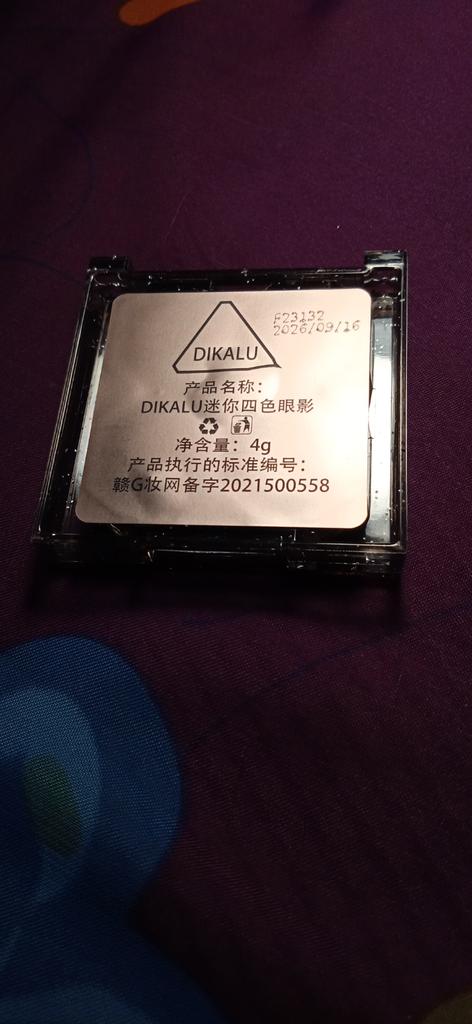 F23132
2026/09/16
DIKALU
产品名称：
DIKALU迷你四色眼影
净含量：4g
产品执行的标准编号：
赣G妆网备字2021500558